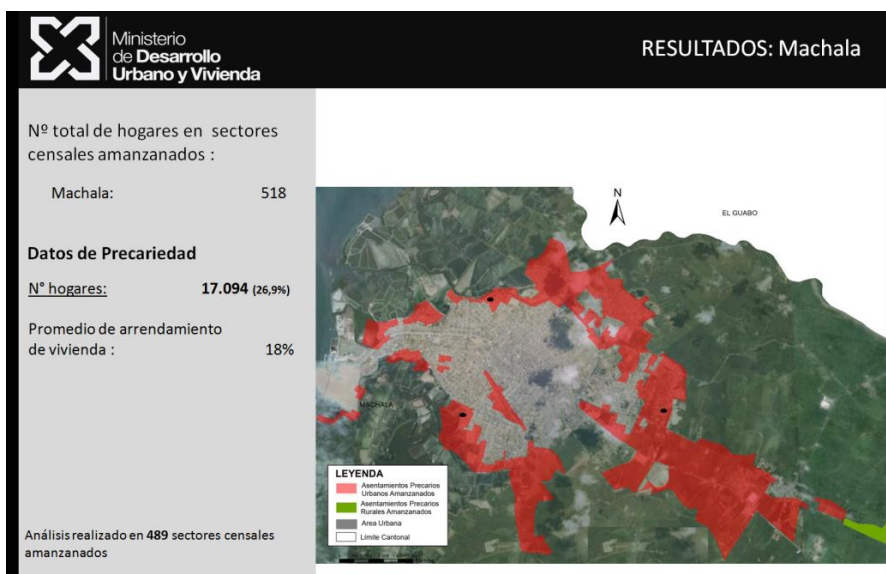 Ministerio
de Desarrollo
Urbano y Vivienda
RESULTADOS: Machala
Nº total de hogares en sectores
censales amanzanados :
Machala: 518
Datos de Precariedad
N° hogares: 17.094 (26,9%)
Promedio de arrendamiento
de vivienda : 18%
Análisis realizado en 489 sectores censales
amanzanados
N
EL GUABO
MACHALA
LEYENDA
Asentamientos Precarios
Urbanos Amanzanados
Asentamientos Precarios
Rurales Amanzanados
Area Urbana
Límite Cantonal